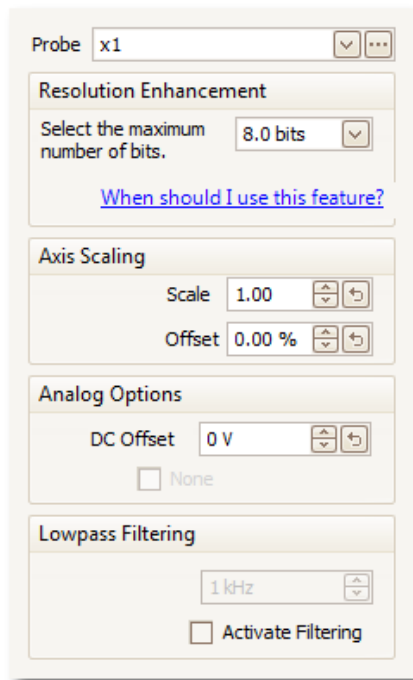 Probe x1
Resolution Enhancement
Select the maximum
number of bits.
8.0 bits
When should I use this feature?
Axis Scaling
Scale 1.00
Offset 0.00 %
Analog Options
DC Offset 0 V
None
Lowpass Filtering
1 kHz
Activate Filtering